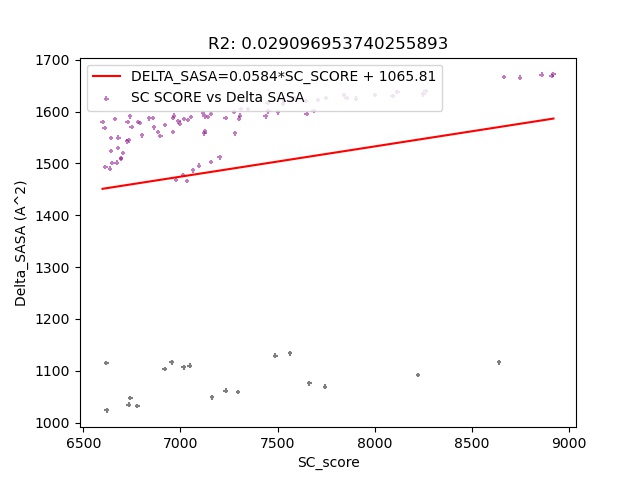 R2: 0.029096953740255893
DELTA_SASA=0.0584*SC_SCORE + 1065.81
SC SCORE vs Delta SASA
Delta_SASA (A^2)
1700
1600
1500
1400
1300
1200
1100
1000
6500 7000 7500 8000 8500 9000
SC_score